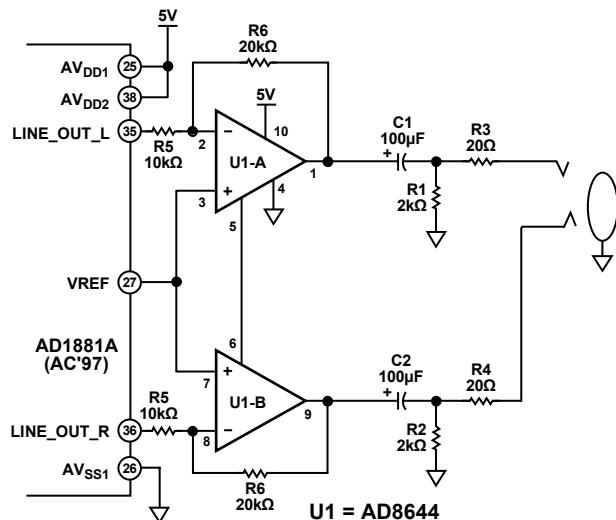 5V
AVDD1
25
AVDD2
38
LINE_OUT_L
35
R5
10kΩ
R6
20kΩ
5V
10
2
−
U1-A
+
3
4
1
5
C1
100µF
+
R3
20Ω
R1
2kΩ
VREF
27
AD1881A
(AC'97)
6
7
+
U1-B
−
8
9
C2
100µF
+
R4
20Ω
R2
2kΩ
R5
10kΩ
LINE_OUT_R
36
R6
20kΩ
AVSS1
26
U1 = AD8644